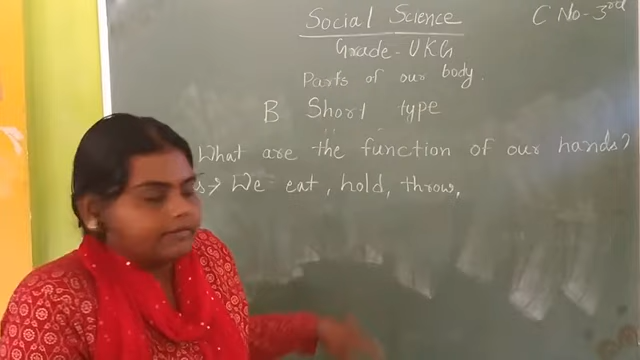 Social Science
C No-3rd
Grade-UKG
Parts of our body.
B Short type
What are the function of our hands?
We eat, hold, throw,